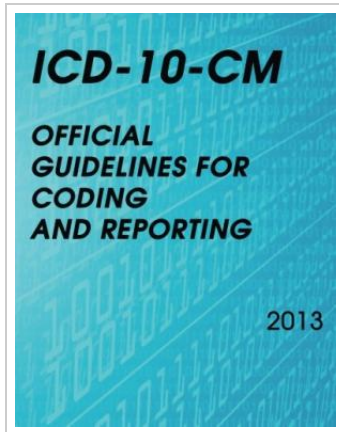 ICD-10-CM
OFFICIAL
GUIDELINES FOR
CODING
AND REPORTING
2013